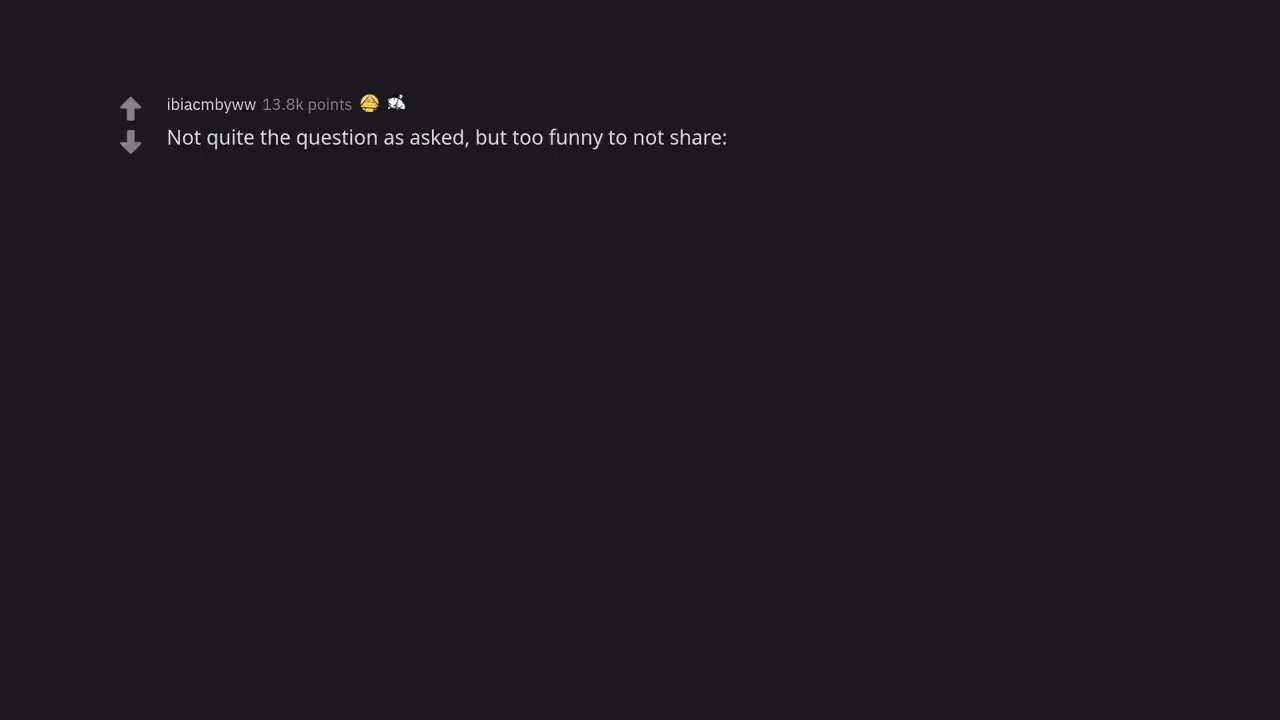 ibiacmbyww 13.8k points
Not quite the question as asked, but too funny to not share: